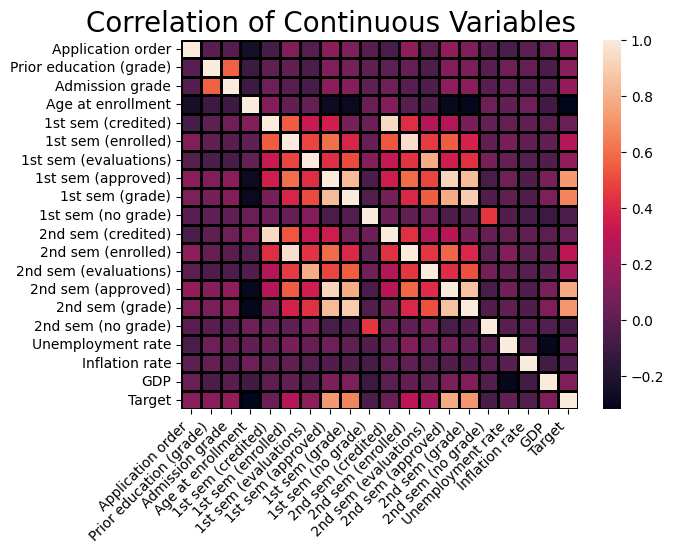 Correlation of Continuous Variables
Application order
Prior education (grade)
Admission grade
Age at enrollment
1st sem (credited)
1st sem (enrolled)
1st sem (evaluations)
1st sem (approved)
1st sem (grade)
1st sem (no grade)
2nd sem (credited)
2nd sem (enrolled)
2nd sem (evaluations)
2nd sem (approved)
2nd sem (grade)
2nd sem (no grade)
Unemployment rate
Inflation rate
GDP
Target
1.0
0.8
0.6
0.4
0.2
0.0
−0.2
Application order
Prior education (grade)
Admission grade
Age at enrollment
1st sem (credited)
1st sem (enrolled)
1st sem (evaluations)
1st sem (approved)
1st sem (grade)
1st sem (no grade)
2nd sem (credited)
2nd sem (enrolled)
2nd sem (evaluations)
2nd sem (approved)
2nd sem (grade)
2nd sem (no grade)
Unemployment rate
Inflation rate
GDP
Target